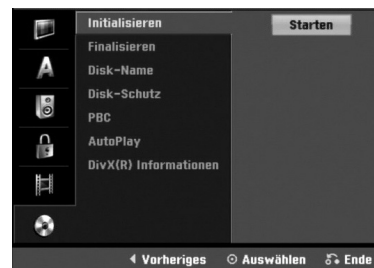 Initialisieren
Starten
Finalisieren
Disk-Name
Disk-Schutz
PBC
AutoPlay
DivX(R) Informationen
A
Vorheriges
Auswählen
Ende